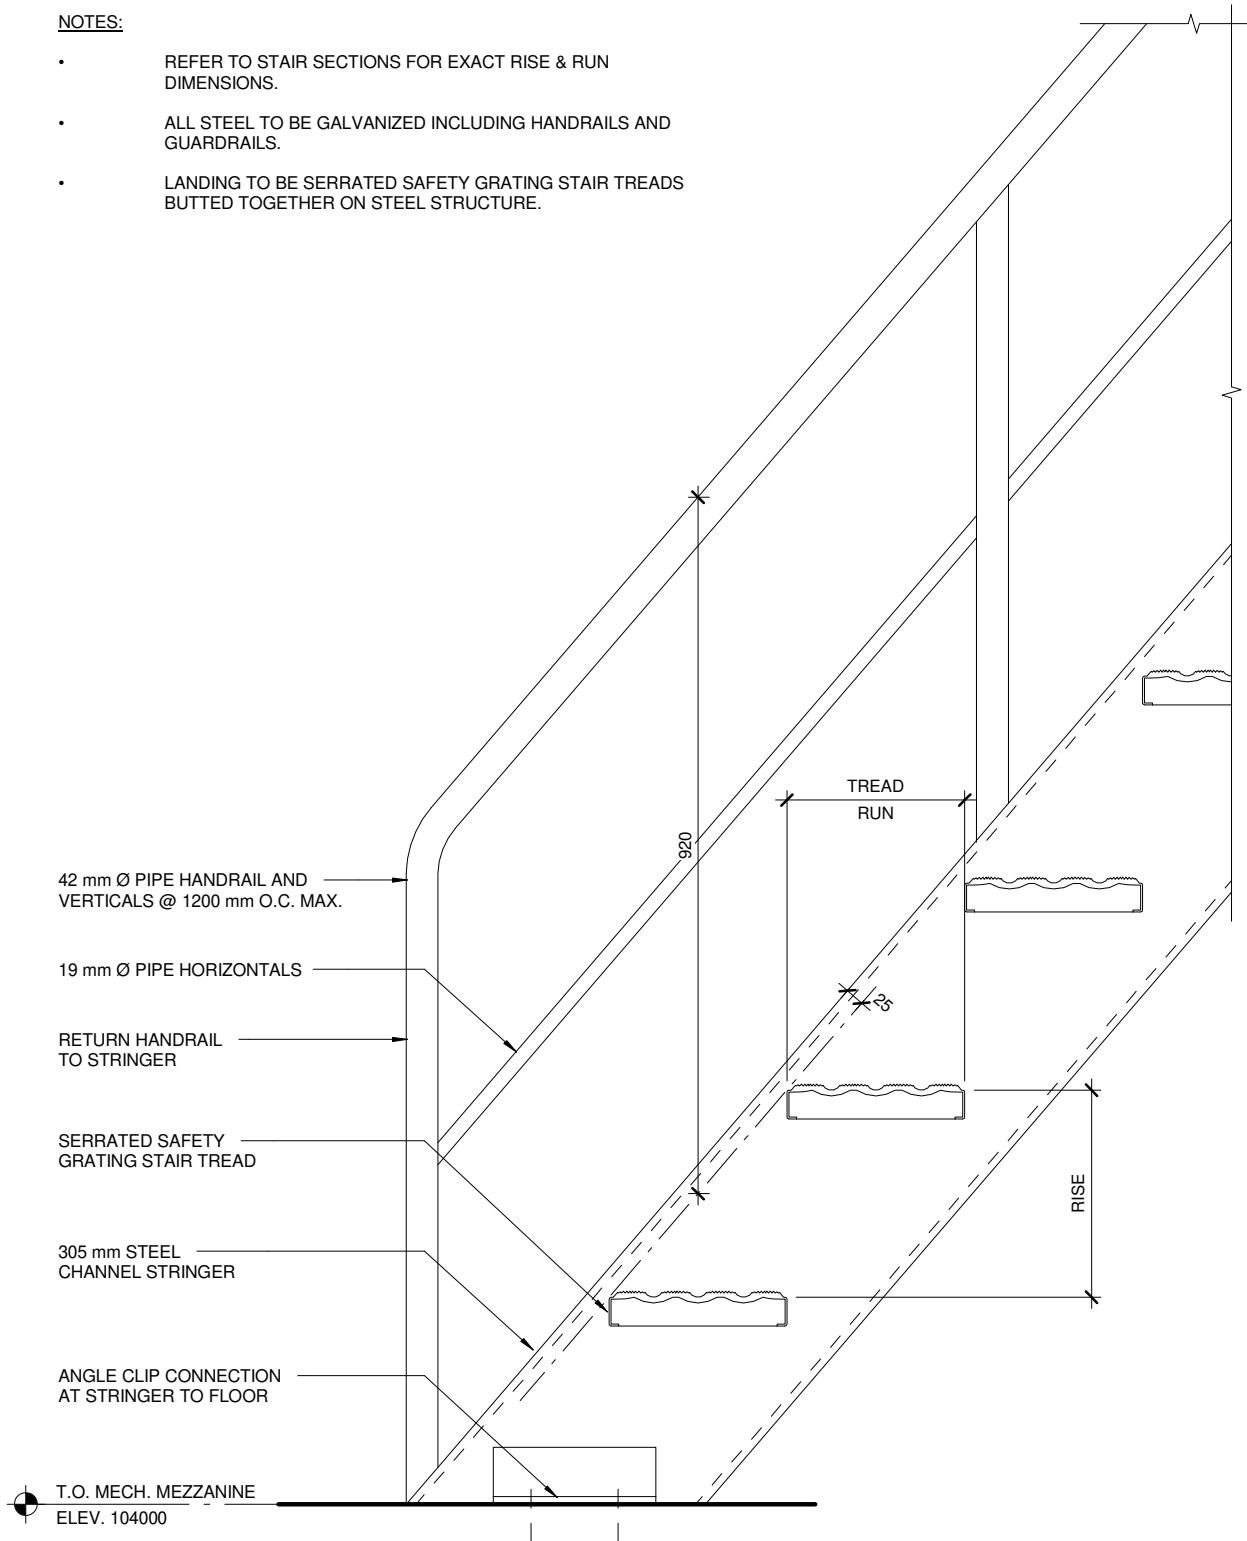 NOTES:
• REFER TO STAIR SECTIONS FOR EXACT RISE & RUN
DIMENSIONS.
• ALL STEEL TO BE GALVANIZED INCLUDING HANDRAILS AND
GUARDRAILS.
• LANDING TO BE SERRATED SAFETY GRATING STAIR TREADS
BUTTED TOGETHER ON STEEL STRUCTURE.
TREAD
RUN
920
42 mm Ø PIPE HANDRAIL AND
VERTICALS @ 1200 mm O.C. MAX.
19 mm Ø PIPE HORIZONTALS
25
RETURN HANDRAIL
TO STRINGER
SERRATED SAFETY
GRATING STAIR TREAD
RISE
305 mm STEEL
CHANNEL STRINGER
ANGLE CLIP CONNECTION
AT STRINGER TO FLOOR
T.O. MECH. MEZZANINE
ELEV. 104000